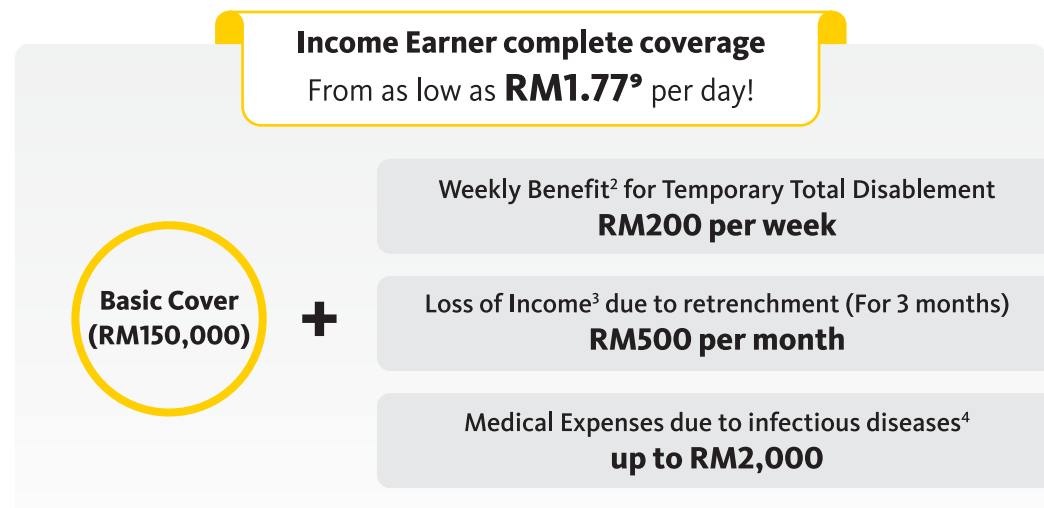 Income Earner complete coverage
From as low as RM1.77⁹ per day!
Weekly Benefit² for Temporary Total Disablement
RM200 per week
Basic Cover
(RM150,000)
+
Loss of Income³ due to retrenchment (For 3 months)
RM500 per month
Medical Expenses due to infectious diseases⁴
up to RM2,000